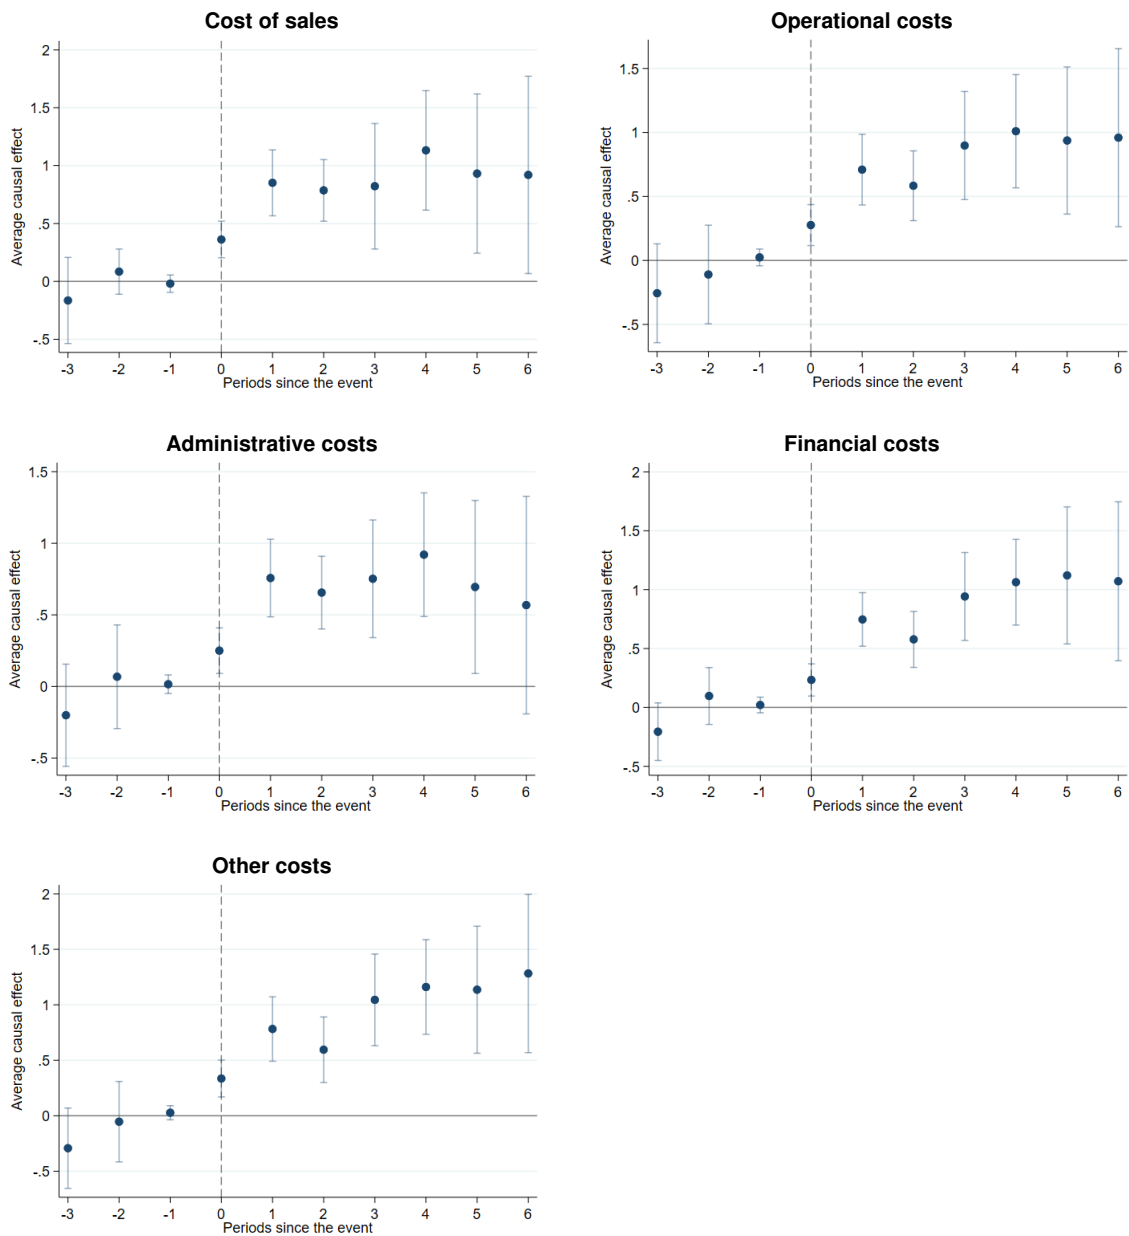 Cost of sales
Average causal effect
2
1.5
1
.5
0
-.5
-3 -2 -1 0 1 2 3 4 5 6
Periods since the event
Operational costs
Average causal effect
1.5
1
.5
0
-.5
-3 -2 -1 0 1 2 3 4 5 6
Periods since the event
Administrative costs
Average causal effect
1.5
1
.5
0
-.5
-3 -2 -1 0 1 2 3 4 5 6
Periods since the event
Financial costs
Average causal effect
2
1.5
1
.5
0
-.5
-3 -2 -1 0 1 2 3 4 5 6
Periods since the event
Other costs
Average causal effect
2
1.5
1
.5
0
-.5
-3 -2 -1 0 1 2 3 4 5 6
Periods since the event